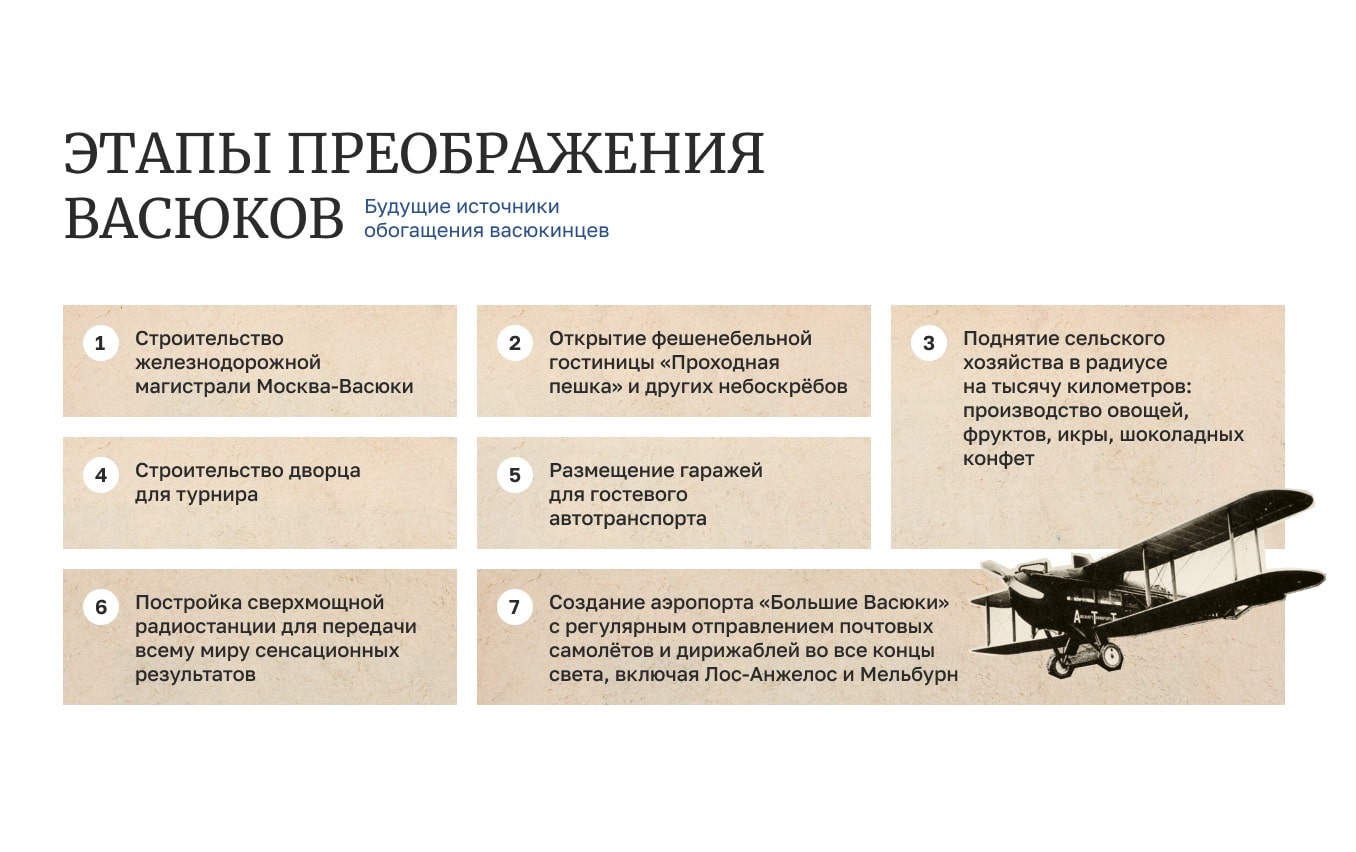 ЭТАПЫ ПРЕОБРАЖЕНИЯ
ВАСЮКОВ
Будущие источники
обогащения васюкинцев
1
Строительство
железнодорожной
магистрали Москва-Васюки
2
Открытие фешенебельной
гостиницы «Проходная
пешка» и других небоскрёбов
3
Поднятие сельского
хозяйства в радиусе
на тысячу километров:
производство овощей,
фруктов, икры, шоколадных
конфет
4
Строительство дворца
для турнира
5
Размещение гаражей
для гостевого
автотранспорта
6
Постройка сверхмощной
радиостанции для передачи
всему миру сенсационных
результатов
7
Создание аэропорта «Большие Васюки»
с регулярным отправлением почтовых
самолётов и дирижаблей во все концы
света, включая Лос-Анжелос и Мельбурн